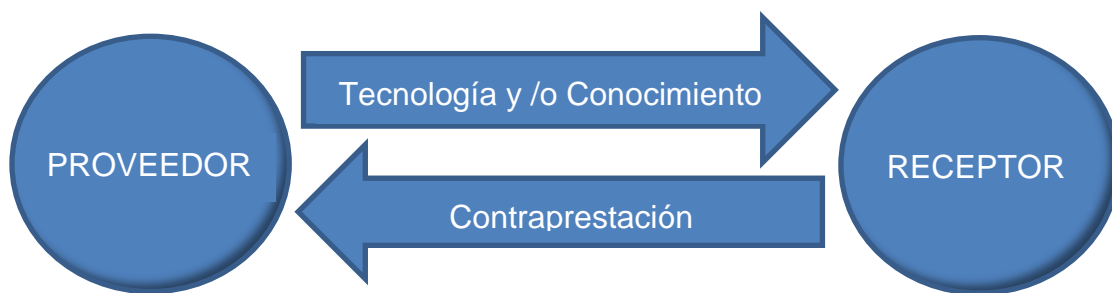 Tecnología y /o Conocimiento
PROVEEDOR
RECEPTOR
Contraprestación